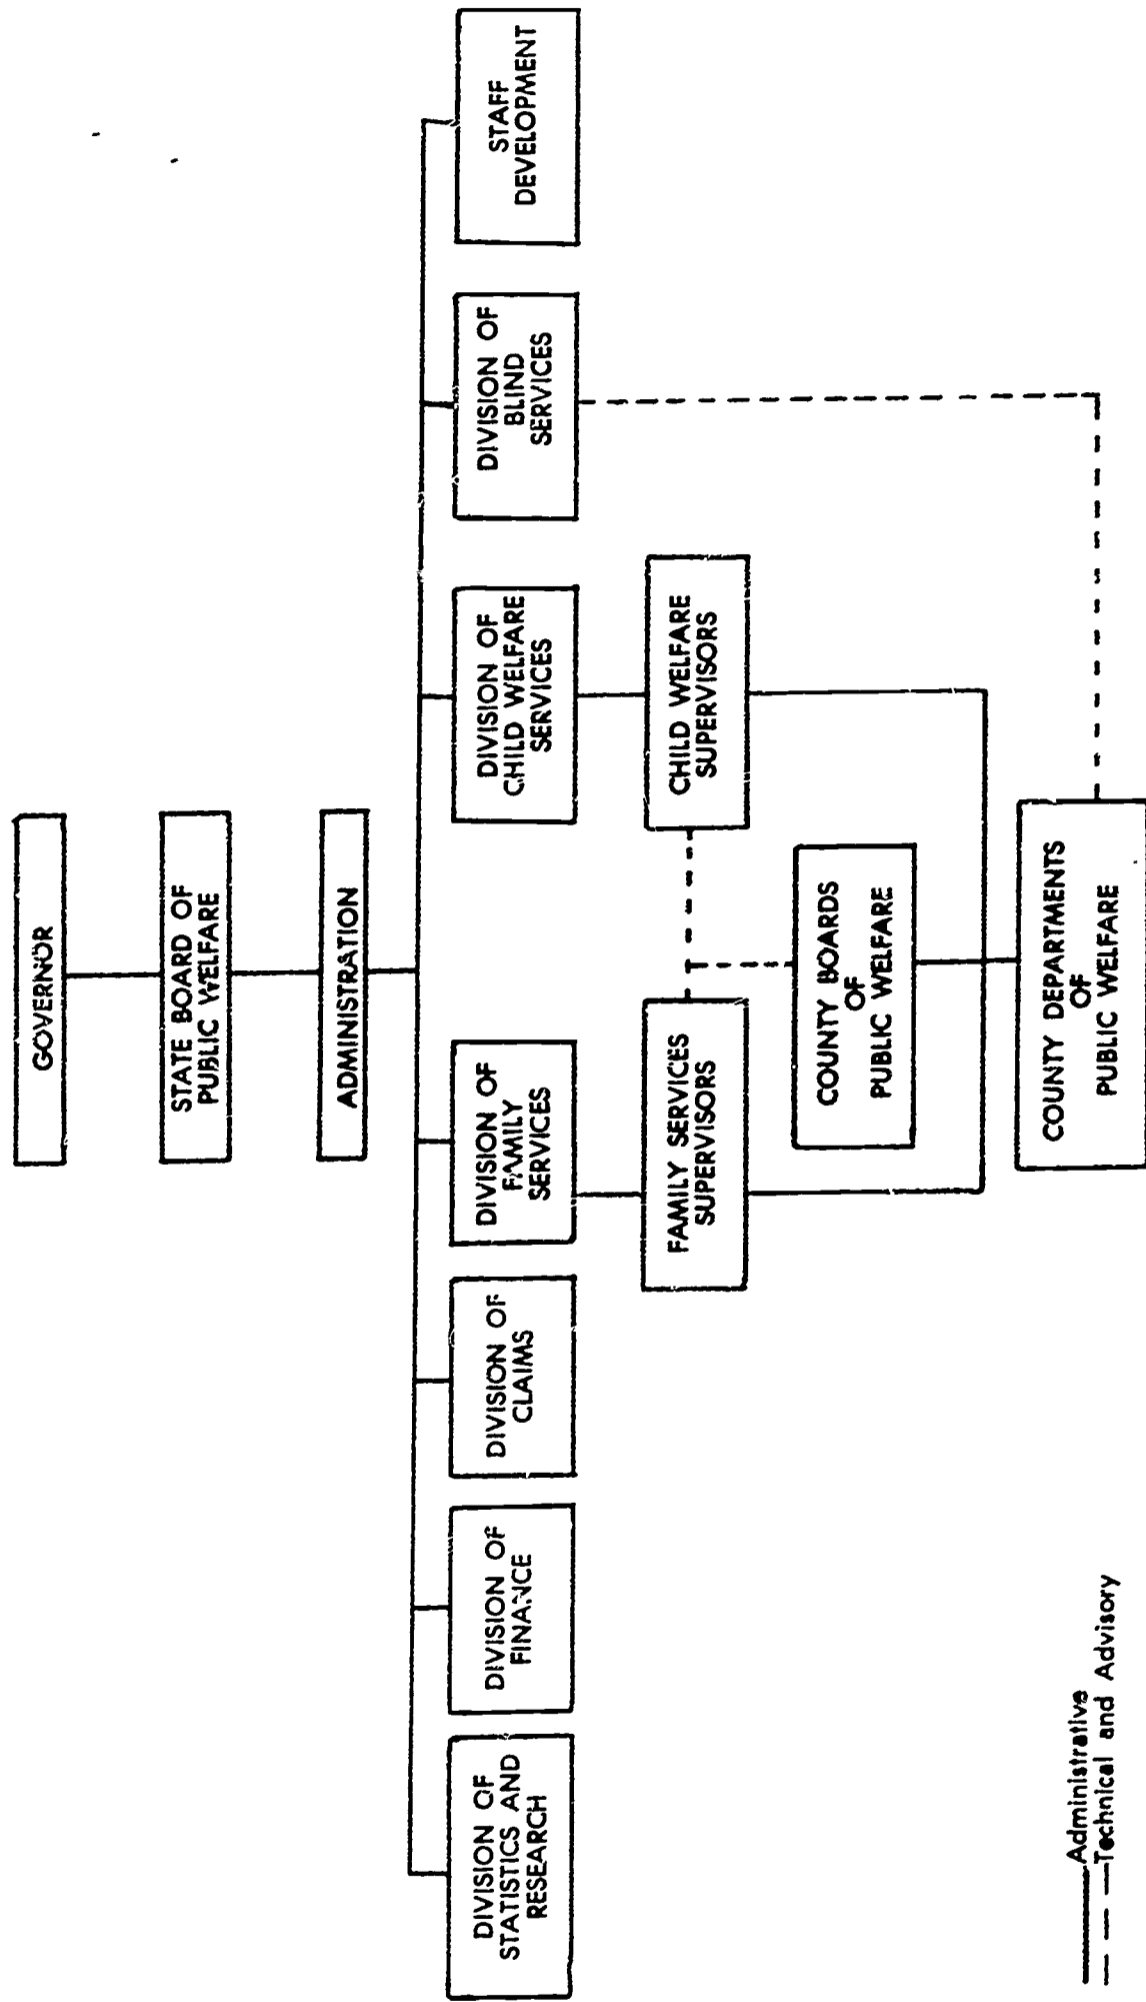 GOVERNOR
STATE BOARD OF
PUBLIC WELFARE
ADMINISTRATION
DIVISION OF
STATISTICS AND
RESEARCH
DIVISION OF
FINANCE
DIVISION OF
CLAIMS
DIVISION OF
FAMILY
SERVICES
DIVISION OF
CHILD WELFARE
SERVICES
DIVISION OF
BLIND
SERVICES
STAFF
DEVELOPMENT
FAMILY SERVICES
SUPERVISORS
CHILD WELFARE
SUPERVISORS
COUNTY BOARDS
OF
PUBLIC WELFARE
COUNTY DEPARTMENTS
OF
PUBLIC WELFARE
Administrative
Technical and Advisory